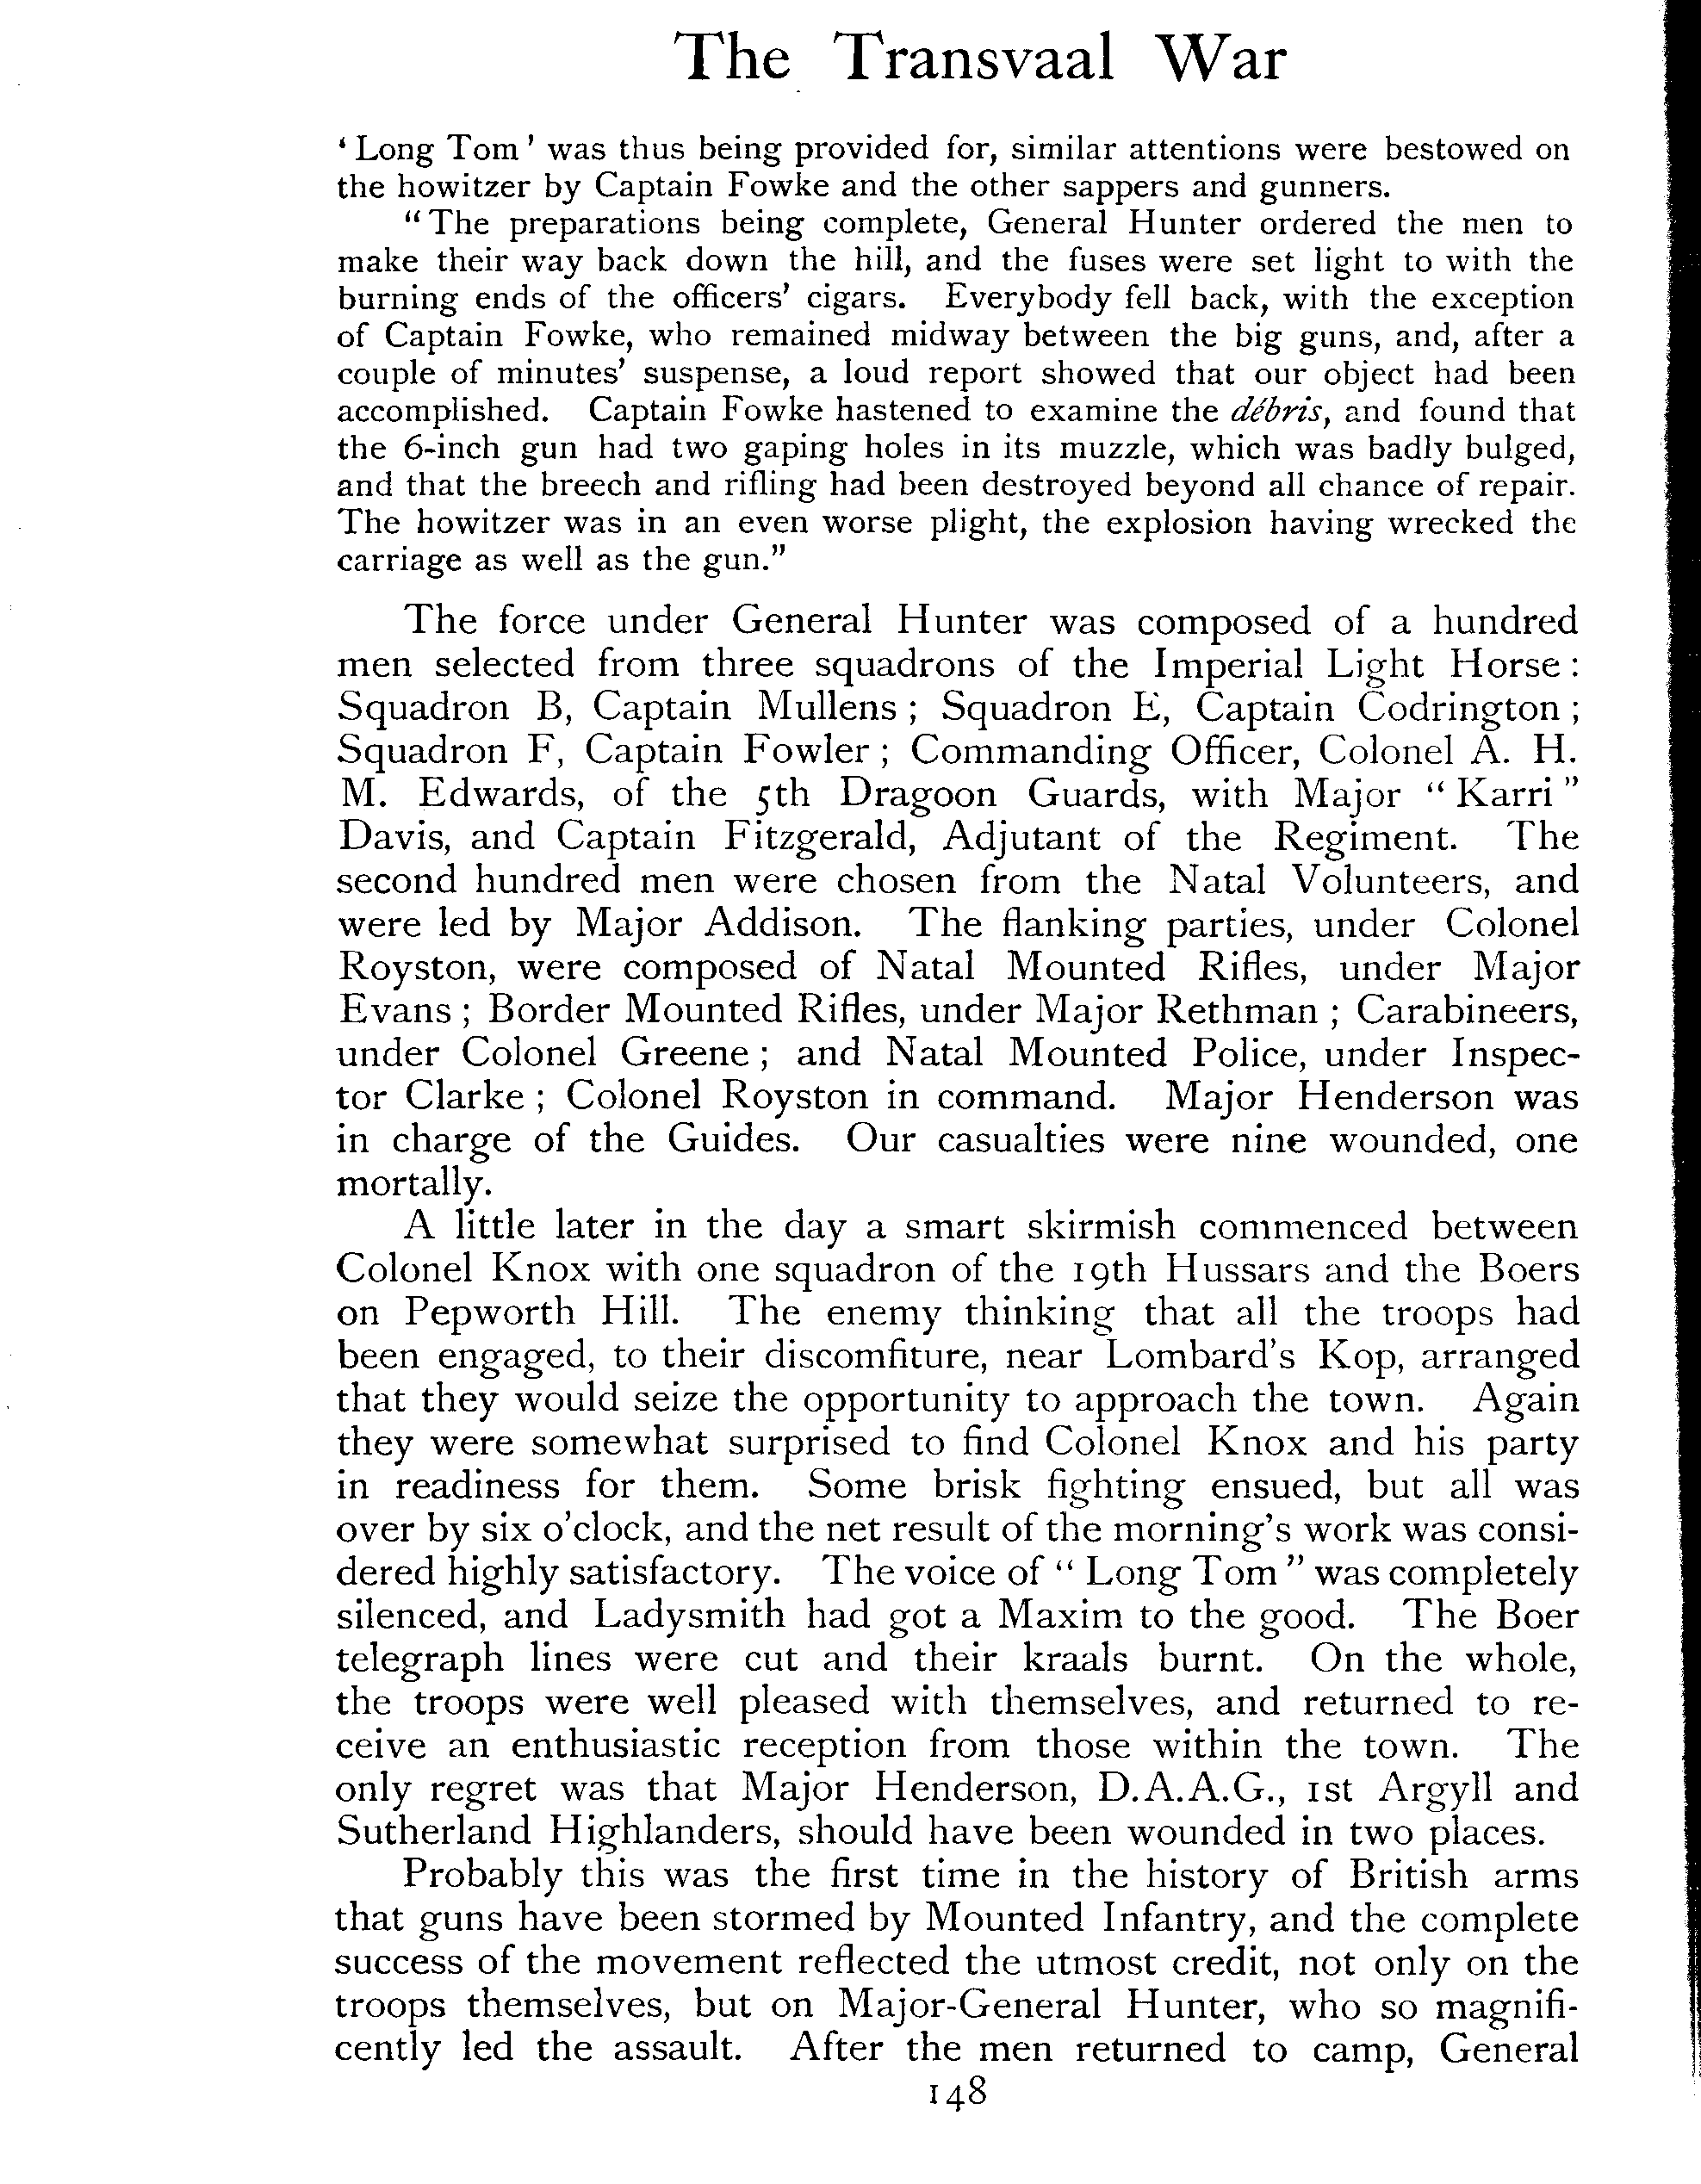 The Transvaal War
‘Long Tom’ was thus being provided for, similar attentions were bestowed on
the howitzer by Captain Fowke and the other sappers and gunners.
“The preparations being complete, General Hunter ordered the men to
make their way back down the hill, and the fuses were set light to with the
burning ends of the officers’ cigars. Everybody fell back, with the exception
of Captain Fowke, who remained midway between the big guns, and, after a
couple of minutes’ suspense, a loud report showed that our object had been
accomplished. Captain Fowke hastened to examine the débris, and found that
the 6-inch gun had two gaping holes in its muzzle, which was badly bulged,
and that the breech and rifling had been destroyed beyond all chance of repair.
The howitzer was in an even worse plight, the explosion having wrecked the
carriage as well as the gun.”
The force under General Hunter was composed of a hundred
men selected from three squadrons of the Imperial Light Horse:
Squadron B, Captain Mullens; Squadron E, Captain Codrington;
Squadron F, Captain Fowler; Commanding Officer, Colonel A. H.
M. Edwards, of the 5th Dragoon Guards, with Major “Karri”
Davis, and Captain Fitzgerald, Adjutant of the Regiment. The
second hundred men were chosen from the Natal Volunteers, and
were led by Major Addison. The flanking parties, under Colonel
Royston, were composed of Natal Mounted Rifles, under Major
Evans; Border Mounted Rifles, under Major Rethman; Carabineers,
under Colonel Greene; and Natal Mounted Police, under Inspec-
tor Clarke; Colonel Royston in command. Major Henderson was
in charge of the Guides. Our casualties were nine wounded, one
mortally.
A little later in the day a smart skirmish commenced between
Colonel Knox with one squadron of the 19th Hussars and the Boers
on Pepworth Hill. The enemy thinking that all the troops had
been engaged, to their discomfiture, near Lombard’s Kop, arranged
that they would seize the opportunity to approach the town. Again
they were somewhat surprised to find Colonel Knox and his party
in readiness for them. Some brisk fighting ensued, but all was
over by six o’clock, and the net result of the morning’s work was consi-
dered highly satisfactory. The voice of “Long Tom” was completely
silenced, and Ladysmith had got a Maxim to the good. The Boer
telegraph lines were cut and their kraals burnt. On the whole,
the troops were well pleased with themselves, and returned to re-
ceive an enthusiastic reception from those within the town. The
only regret was that Major Henderson, D.A.A.G., 1st Argyll and
Sutherland Highlanders, should have been wounded in two places.
Probably this was the first time in the history of British arms
that guns have been stormed by Mounted Infantry, and the complete
success of the movement reflected the utmost credit, not only on the
troops themselves, but on Major-General Hunter, who so magnifi-
cently led the assault. After the men returned to camp, General
148